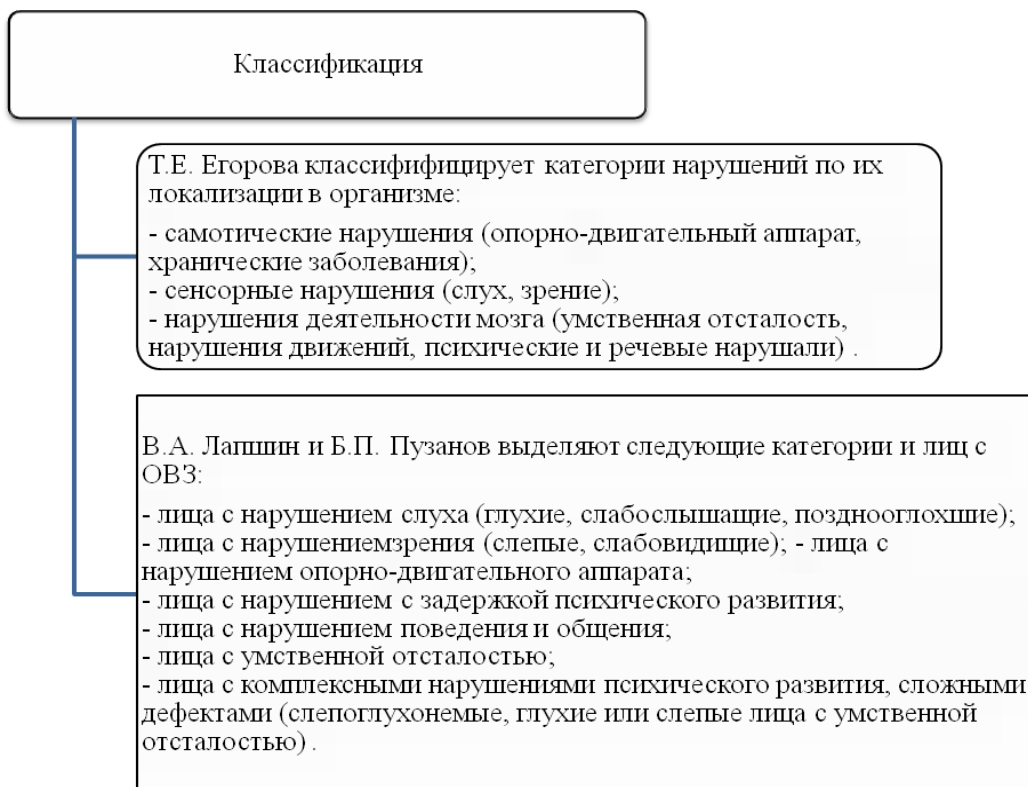 Классификация
Т.Е. Егорова классифифицирует категории нарушений по их
локализации в организме:
- самотические нарушения (опорно-двигательный аппарат,
хранические заболевания);
- сенсорные нарушения (слух, зрение);
- нарушения деятельности мозга (умственная отсталость,
нарушения движений, психические и речевые нарушали) .
В.А. Лапшин и Б.П. Пузанов выделяют следующие категории и лиц с
ОВЗ:
- лица с нарушением слуха (глухие, слабослышащие, позднооглохшие);
- лица с нарушениемзрения (слепые, слабовидищие); - лица с
нарушением опорно-двигательного аппарата;
- лица с нарушением с задержкой психического развития;
- лица с нарушением поведения и общения;
- лица с умственной отсталостью;
- лица с комплексными нарушениями психического развития, сложными
дефектами (слепоглухонемые, глухие или слепые лица с умственной
отсталостью) .